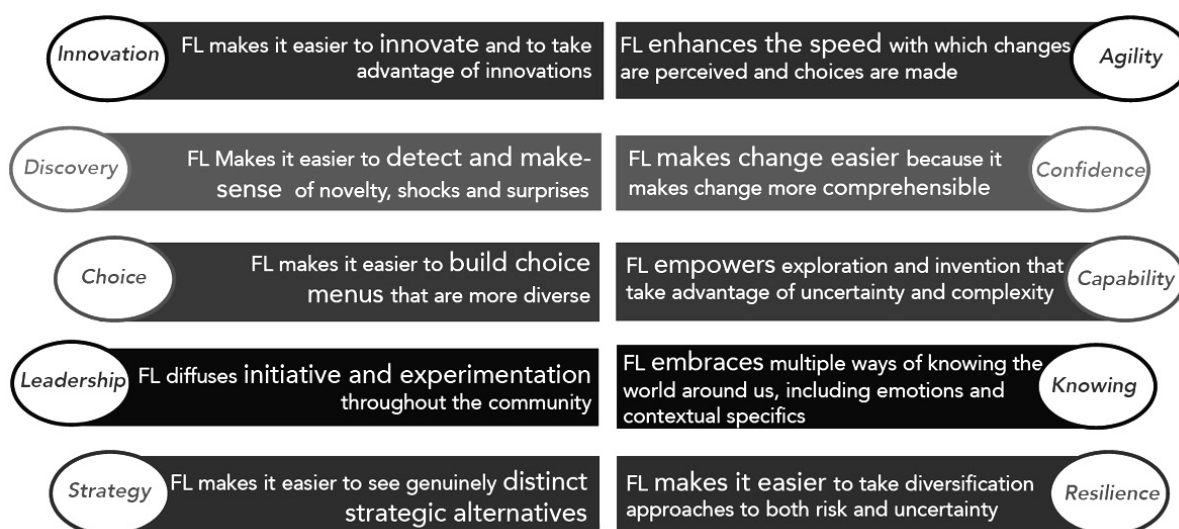 Innovation
FL makes it easier to innovate and to take
advantage of innovations
FL enhances the speed with which changes
are perceived and choices are made
Agility
Discovery
FL Makes it easier to detect and make-
sense of novelty, shocks and surprises
FL makes change easier because it
makes change more comprehensible
Confidence
Choice
FL makes it easier to build choice
menus that are more diverse
FL empowers exploration and invention that
take advantage of uncertainty and complexity
Capability
Leadership
FL diffuses initiative and experimentation
throughout the community
FL embraces multiple ways of knowing the
world around us, including emotions and
contextual specifics
Knowing
Strategy
FL makes it easier to see genuinely distinct
strategic alternatives
FL makes it easier to take diversification
approaches to both risk and uncertainty
Resilience